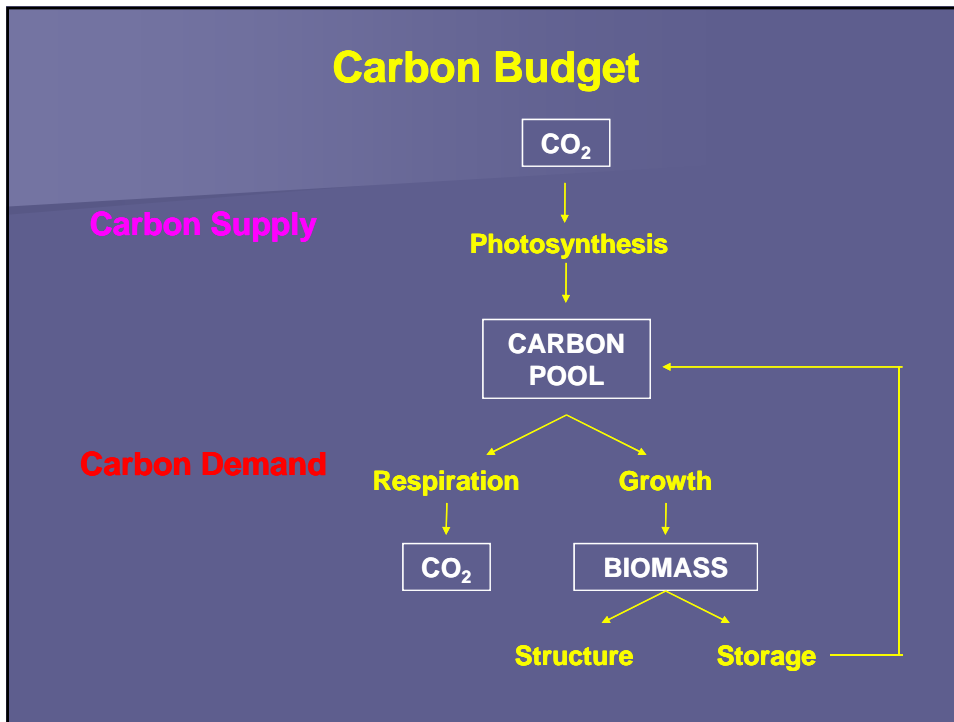 Carbon Budget
CO₂
Carbon Supply
Photosynthesis
CARBON
POOL
Carbon Demand
Respiration
Growth
CO₂
BIOMASS
Structure
Storage